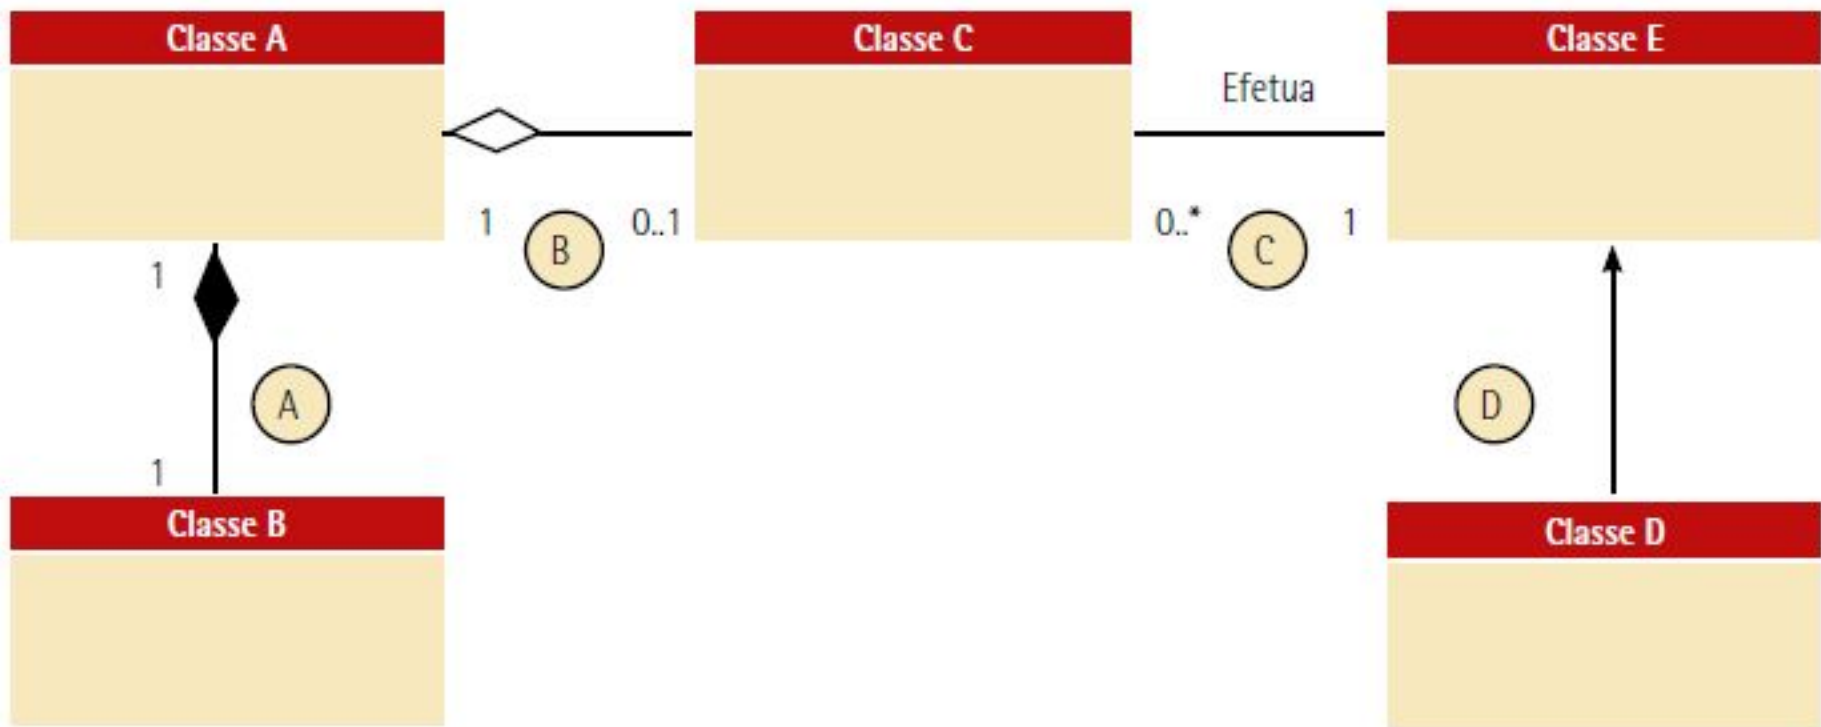 Classe A
Classe C
Classe E
Efetua
1
B
0..1
0..*
C
1
1
A
D
1
Classe B
Classe D